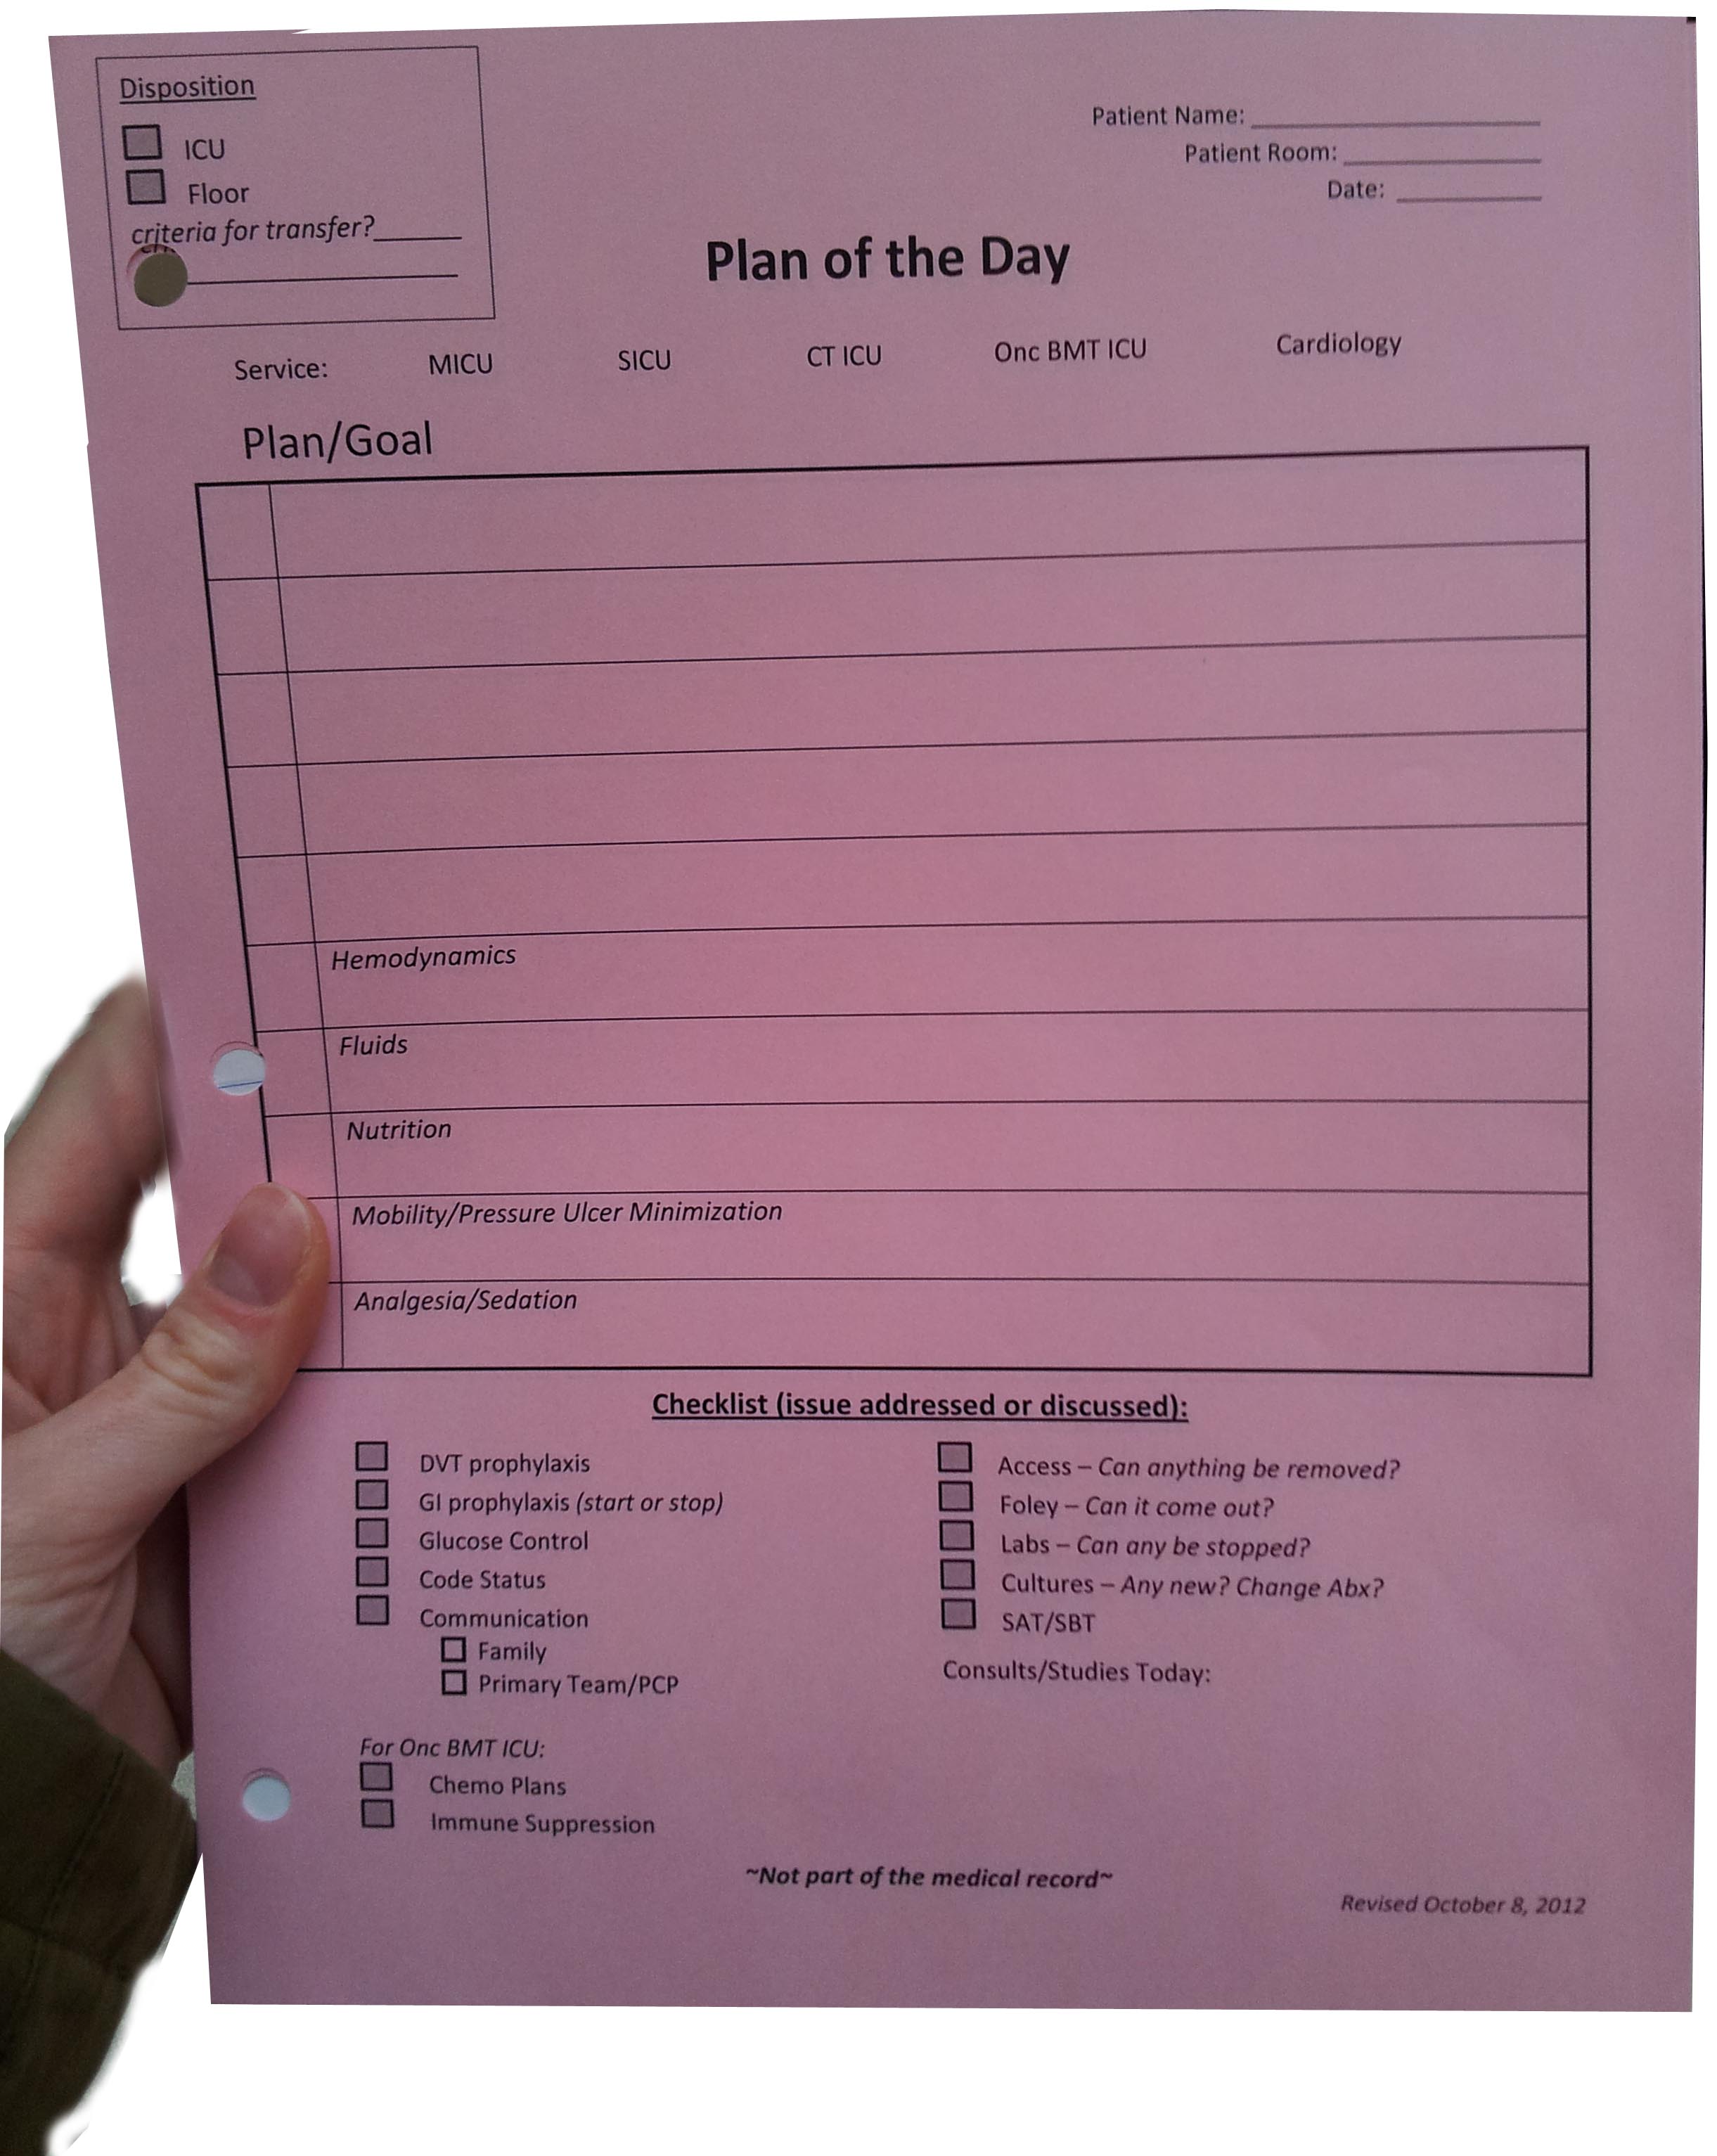 Disposition
ICU
Floor
criteria for transfer?______
Patient Name:
Patient Room:
Date:
Plan of the Day
Service: MICU SICU CT ICU Onc BMT ICU Cardiology
Plan/Goal
Hemodynamics
Fluids
Nutrition
Mobility/Pressure Ulcer Minimization
Analgesia/Sedation
Checklist (issue addressed or discussed):
DVT prophylaxis
GI prophylaxis (start or stop)
Glucose Control
Code Status
Communication
Family
Primary Team/PCP
Access – Can anything be removed?
Foley – Can it come out?
Labs – Can any be stopped?
Cultures – Any new? Change Abx?
SAT/SBT
Consults/Studies Today:
For Onc BMT ICU:
Chemo Plans
Immune Suppression
~Not part of the medical record~
Revised October 8, 2012